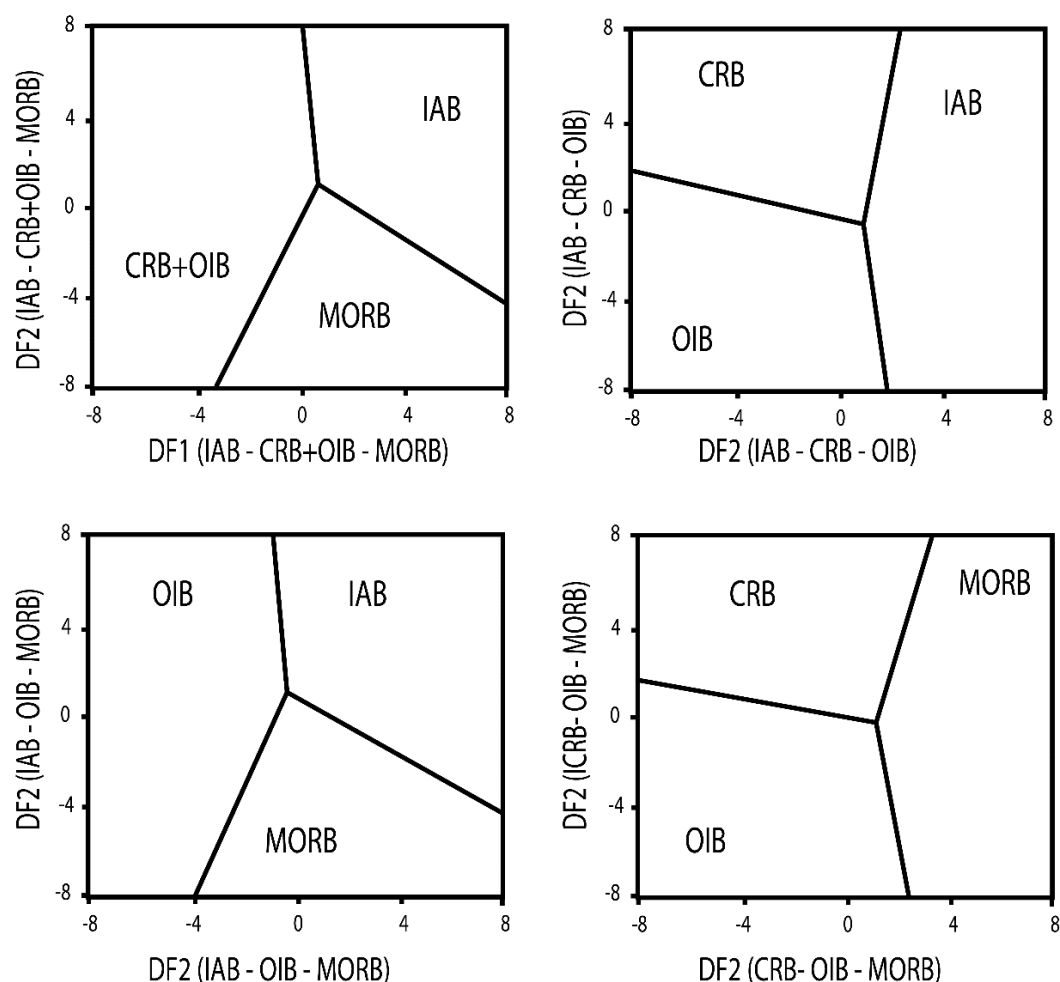 8
4
0
-4
-8
-8
-4
0
4
8
DF2 (IAB - CRB+OIB - MORB)
IAB
CRB+OIB
MORB
DF1 (IAB - CRB+OIB - MORB)
8
4
0
-4
-8
-8
-4
0
4
8
DF2 (IAB - CRB - OIB)
CRB
IAB
OIB
DF2 (IAB - CRB - OIB)
8
4
0
-4
-8
-8
-4
0
4
8
DF2 (IAB - OIB - MORB)
OIB
IAB
MORB
DF2 (IAB - OIB - MORB)
8
4
0
-4
-8
-8
-4
0
4
8
DF2 (ICRB- OIB - MORB)
CRB
MORB
OIB
DF2 (CRB- OIB - MORB)